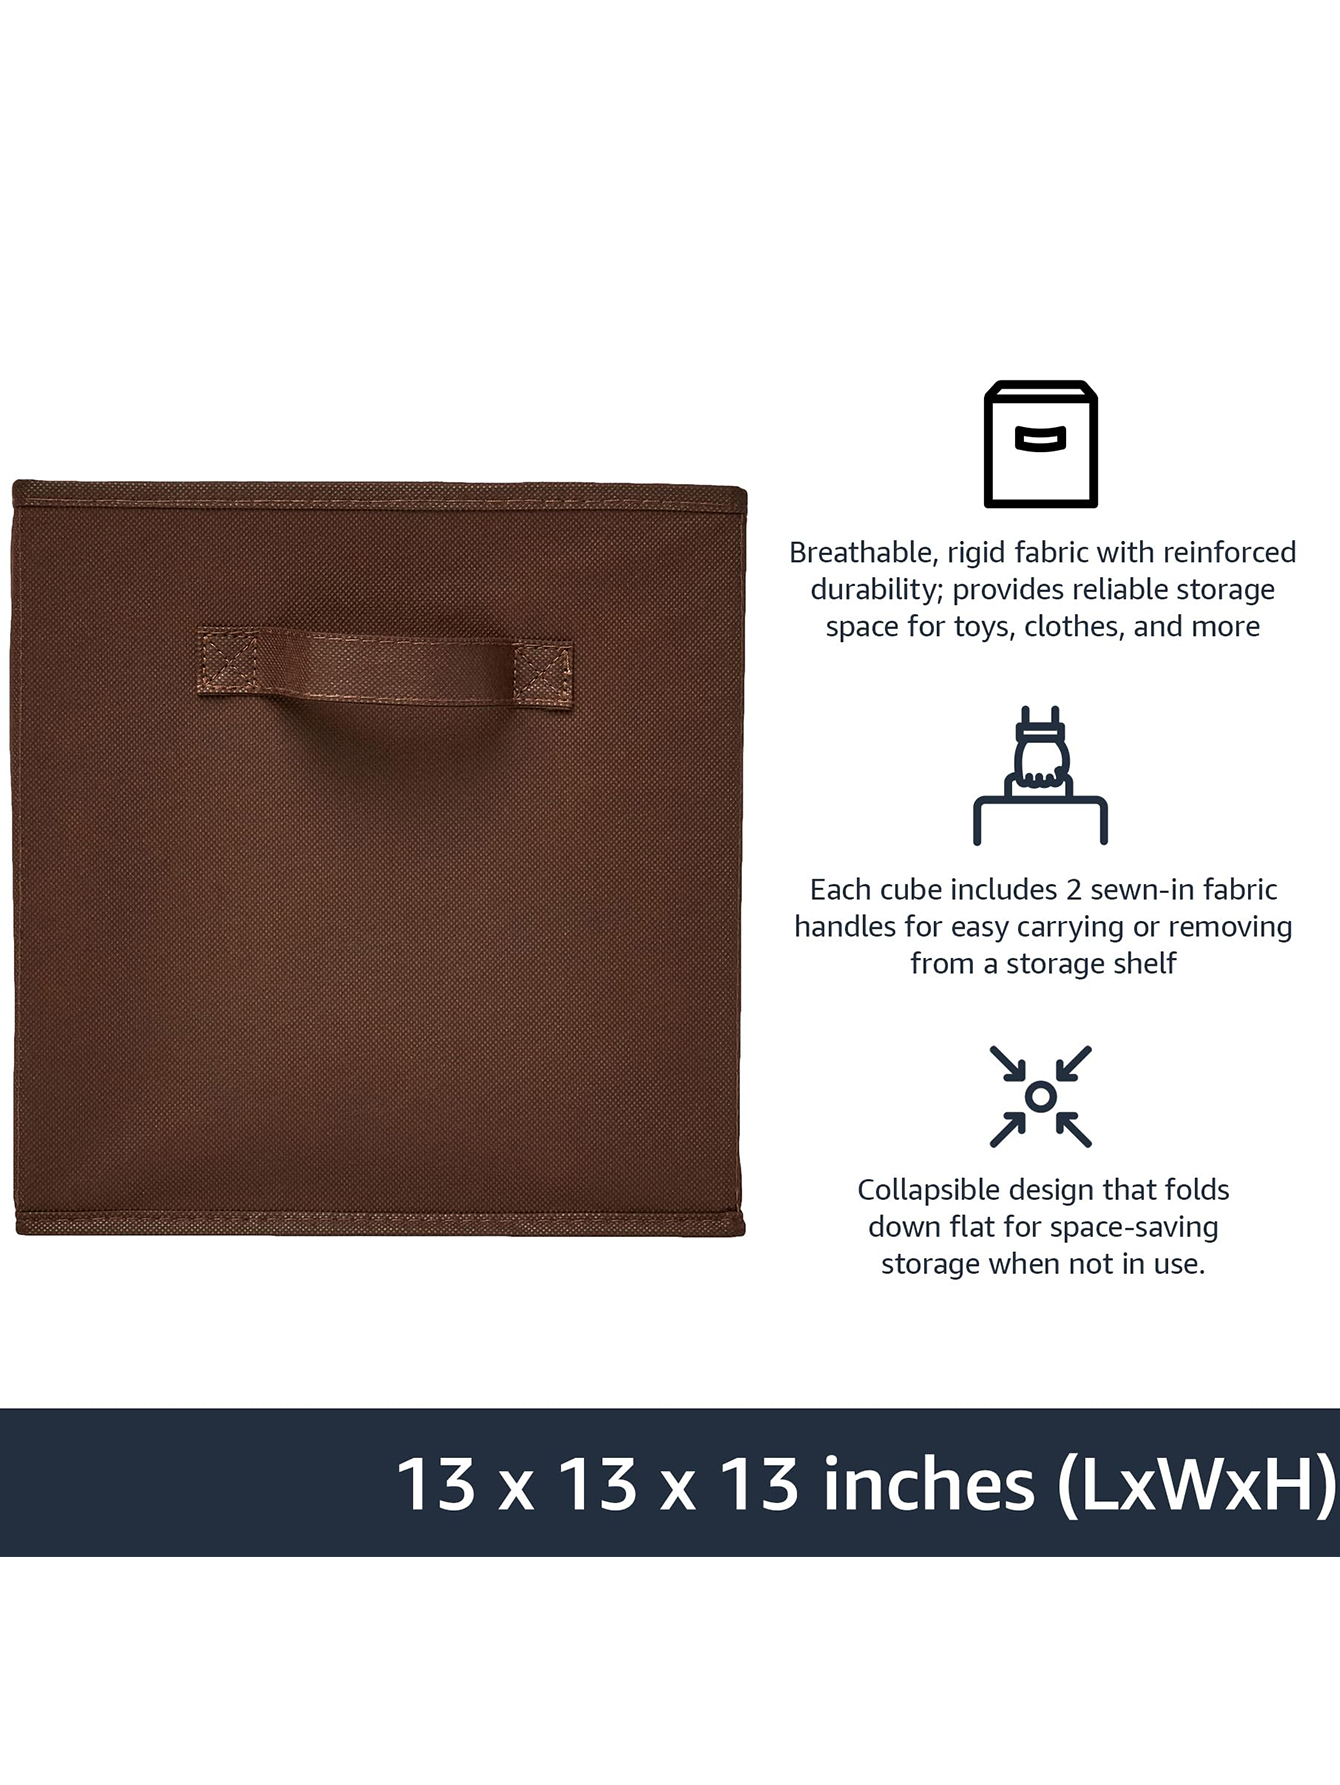 Breathable, rigid fabric with reinforced
durability; provides reliable storage
space for toys, clothes, and more
Each cube includes 2 sewn-in fabric
handles for easy carrying or removing
from a storage shelf
Collapsible design that folds
down flat for space-saving
storage when not in use.
13 x 13 x 13 inches (LxWxH)